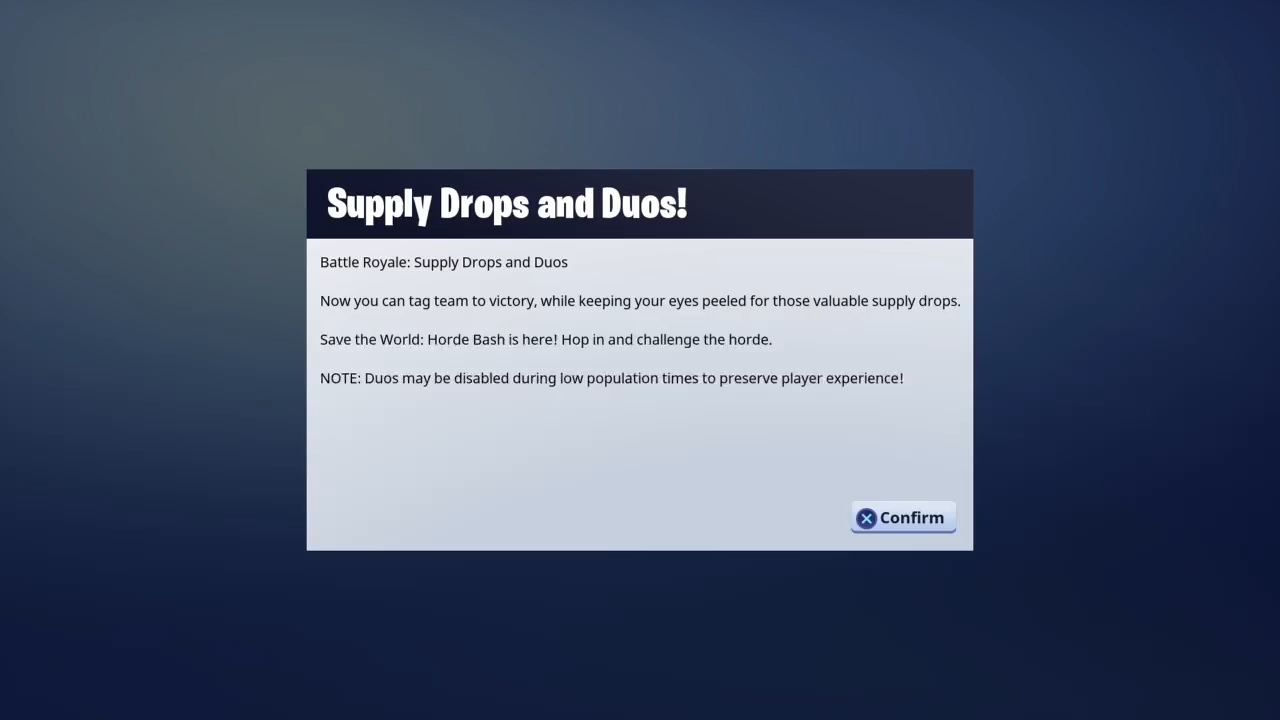 Supply Drops and Duos!
Battle Royale: Supply Drops and Duos
Now you can tag team to victory, while keeping your eyes peeled for those valuable supply drops.
Save the World: Horde Bash is here! Hop in and challenge the horde.
NOTE: Duos may be disabled during low population times to preserve player experience!
Confirm